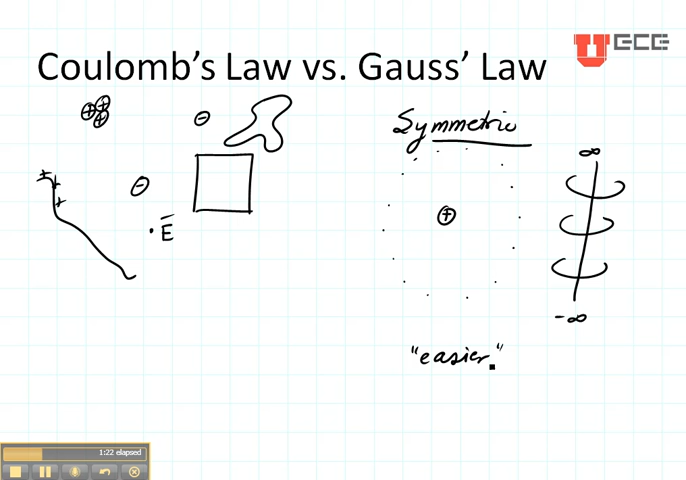 Coulomb's Law vs. Gauss' Law
U ECE
Symmetric
∞
Ē
-∞
"easier."
1:22 elapsed